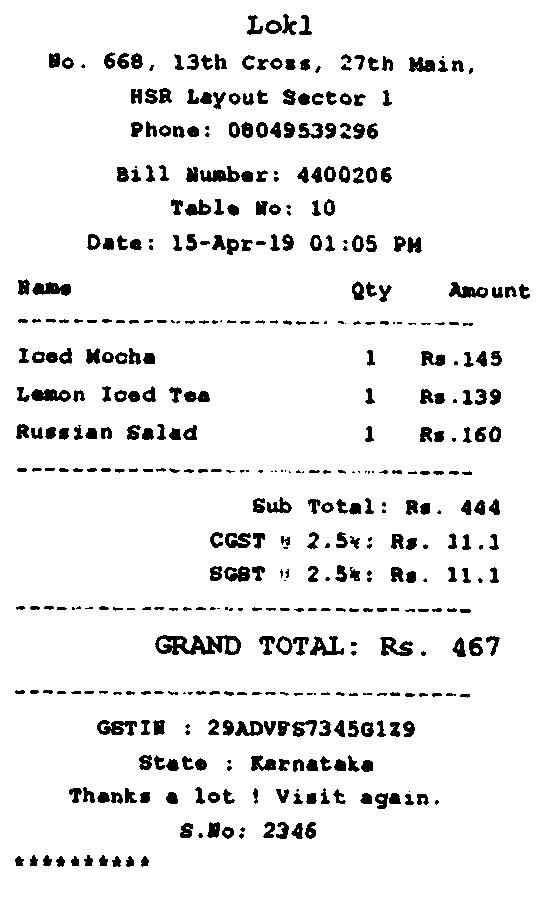 Lokl
No. 668, 13th Cross, 27th Main,
HSR Layout Sector 1
Phone: 08049539296
Bill Number: 4400206
Table No: 10
Date: 15-Apr-19 01:05 PM
Name Qty Amount
Iced Mocha 1 Rs.145
Lemon Iced Tea 1 Rs.139
Russian Salad 1 Rs.160
Sub Total: Rs. 444
CGST @ 2.5%: Rs. 11.1
SGST @ 2.5%: Rs. 11.1
GRAND TOTAL: Rs. 467
GSTIN : 29ADVFS7345G1Z9
State : Karnataka
Thanks a lot ! Visit again.
S.No: 2346
**********